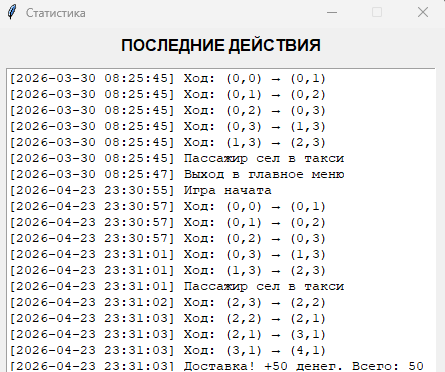 Статистика
ПОСЛЕДНИЕ ДЕЙСТВИЯ
[2026-03-30 08:25:45] Ход: (0,0) → (0,1)
[2026-03-30 08:25:45] Ход: (0,1) → (0,2)
[2026-03-30 08:25:45] Ход: (0,2) → (0,3)
[2026-03-30 08:25:45] Ход: (0,3) → (1,3)
[2026-03-30 08:25:45] Ход: (1,3) → (2,3)
[2026-03-30 08:25:45] Пассажир сел в такси
[2026-03-30 08:25:47] Выход в главное меню
[2026-04-23 23:30:55] Игра начата
[2026-04-23 23:30:57] Ход: (0,0) → (0,1)
[2026-04-23 23:30:57] Ход: (0,1) → (0,2)
[2026-04-23 23:30:57] Ход: (0,2) → (0,3)
[2026-04-23 23:31:01] Ход: (0,3) → (1,3)
[2026-04-23 23:31:01] Ход: (1,3) → (2,3)
[2026-04-23 23:31:01] Пассажир сел в такси
[2026-04-23 23:31:02] Ход: (2,3) → (2,2)
[2026-04-23 23:31:03] Ход: (2,2) → (2,1)
[2026-04-23 23:31:03] Ход: (2,1) → (3,1)
[2026-04-23 23:31:03] Ход: (3,1) → (4,1)
[2026-04-23 23:31:03] Доставка! +50 денег. Всего: 50